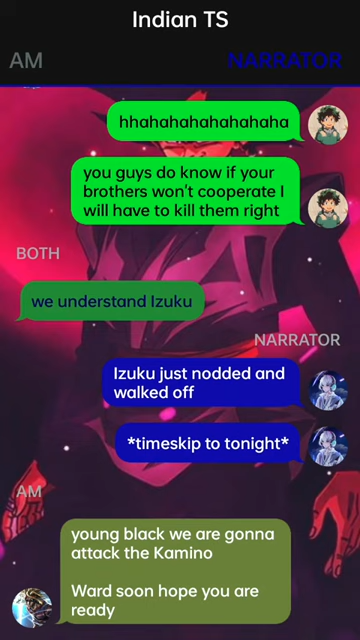 Indian TS
AM
NARRATOR
hhahahahahahahaha
you guys do know if your
brothers won't cooperate I
will have to kill them right
BOTH
we understand Izuku
NARRATOR
Izuku just nodded and
walked off
*timeskip to tonight*
AM
young black we are gonna
attack the Kamino
Ward soon hope you are
ready